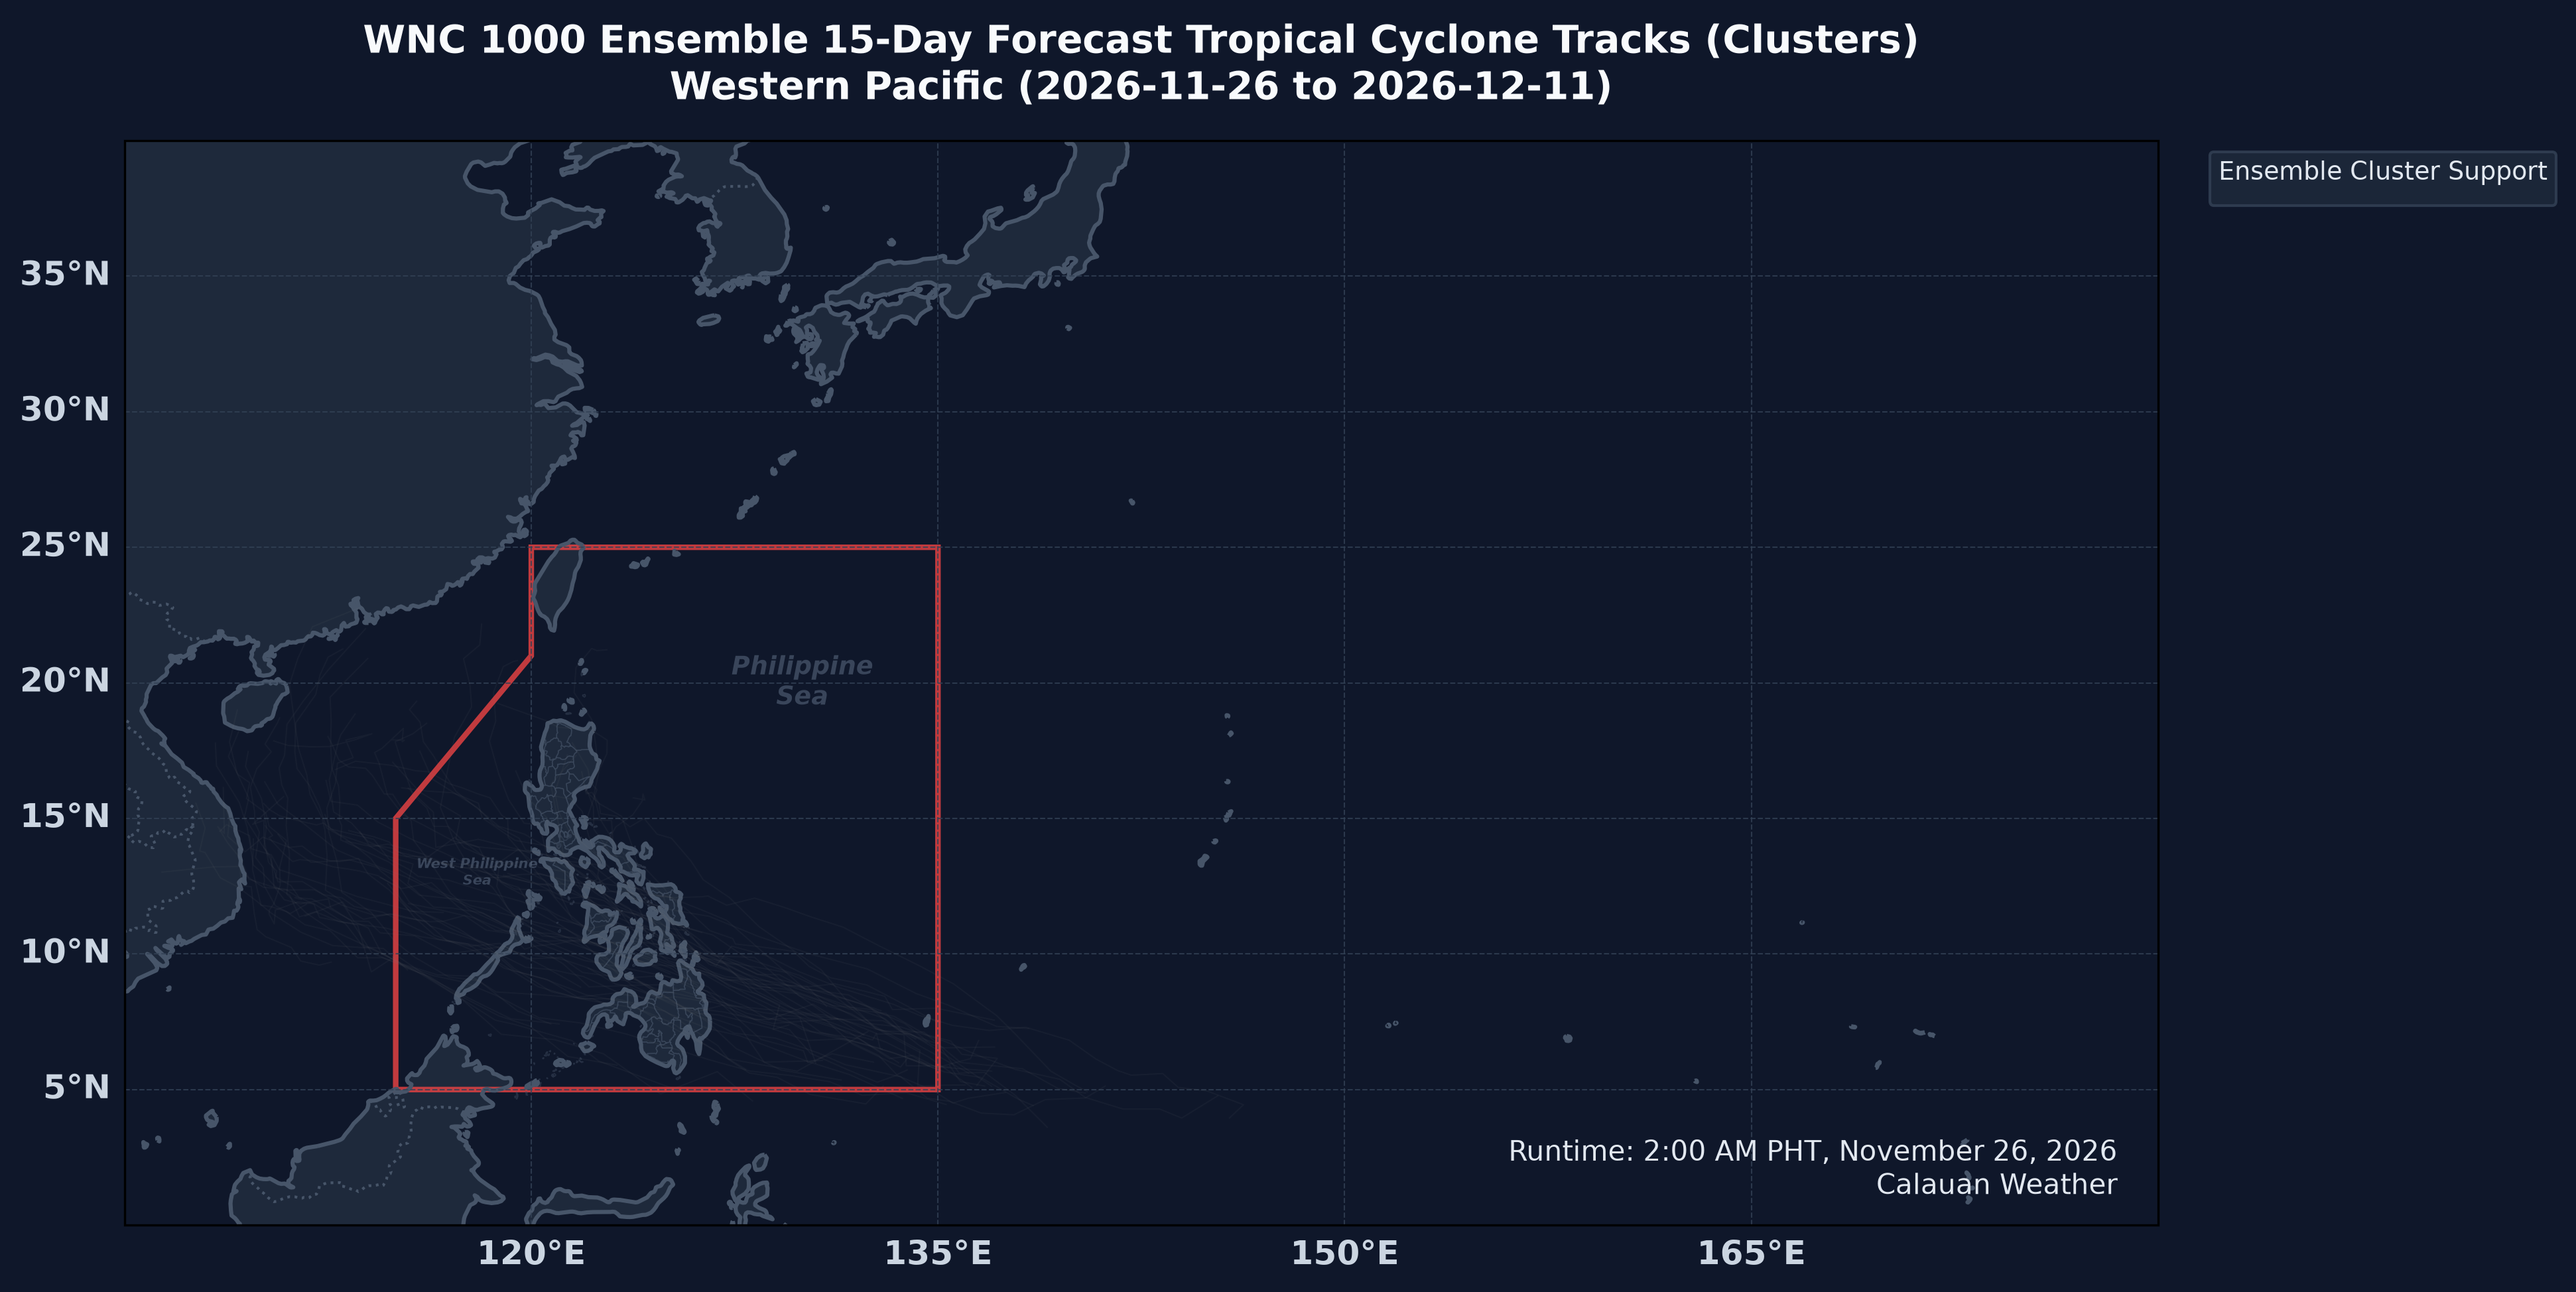 WNC 1000 Ensemble 15-Day Forecast Tropical Cyclone Tracks (Clusters)
Western Pacific (2026-11-26 to 2026-12-11)
Ensemble Cluster Support
35°N
30°N
25°N
20°N
15°N
10°N
5°N
Philippine
Sea
West Philippine
Sea
Runtime: 2:00 AM PHT, November 26, 2026
Calauan Weather
120°E
135°E
150°E
165°E